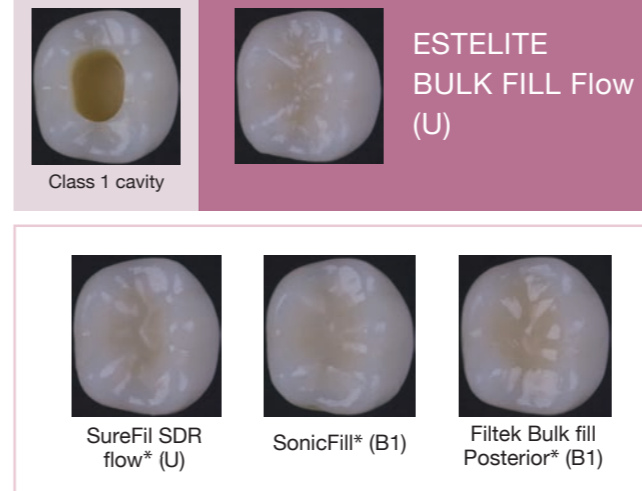 ESTELITE
BULK FILL Flow
(U)
Class 1 cavity
SureFil SDR
flow* (U)
SonicFill* (B1)
Filtek Bulk fill
Posterior* (B1)